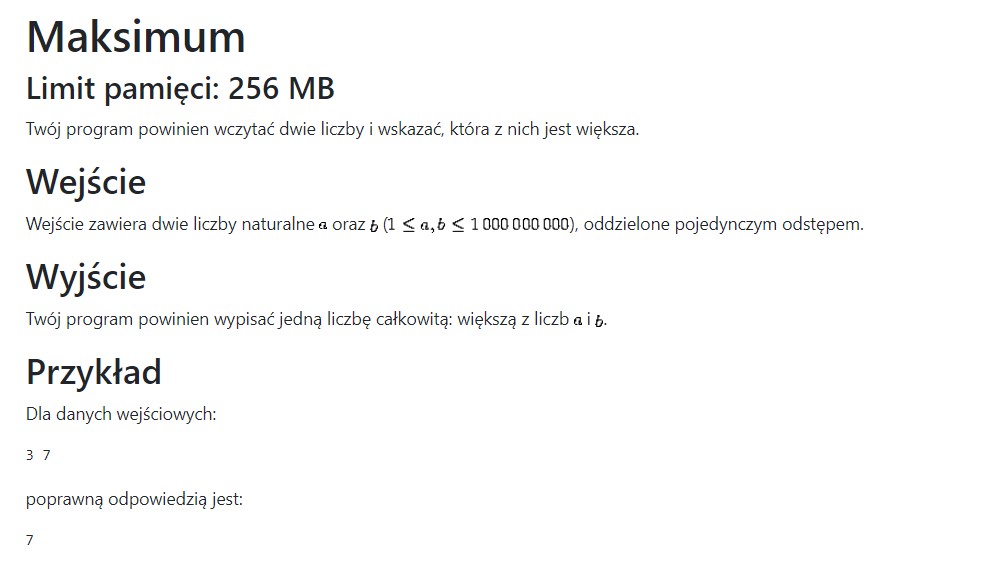 Maksimum
Limit pamięci: 256 MB
Twój program powinien wczytać dwie liczby i wskazać, która z nich jest większa.
Wejście
Wejście zawiera dwie liczby naturalne a oraz b (1 ≤ a, b ≤ 1 000 000 000), oddzielone pojedynczym odstępem.
Wyjście
Twój program powinien wypisać jedną liczbę całkowitą: większą z liczb a i b.
Przykład
Dla danych wejściowych:
3 7
poprawną odpowiedzią jest:
7